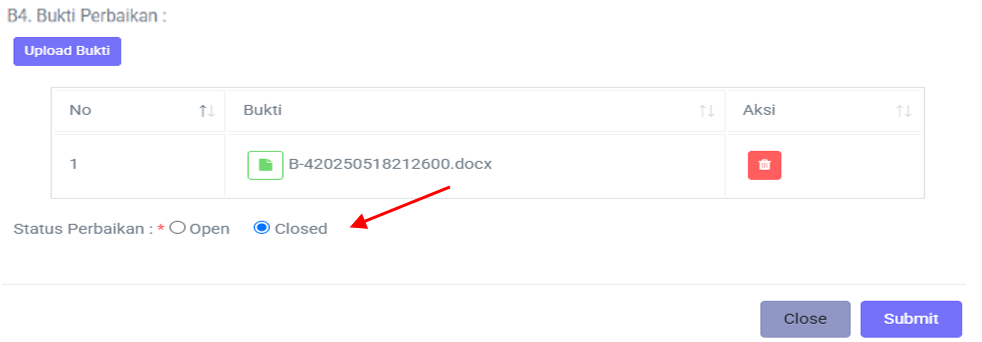 B4. Bukti Perbaikan :
Upload Bukti
No Bukti Aksi
1 B-420250518212600.docx
Status Perbaikan : * Open Closed
Close Submit